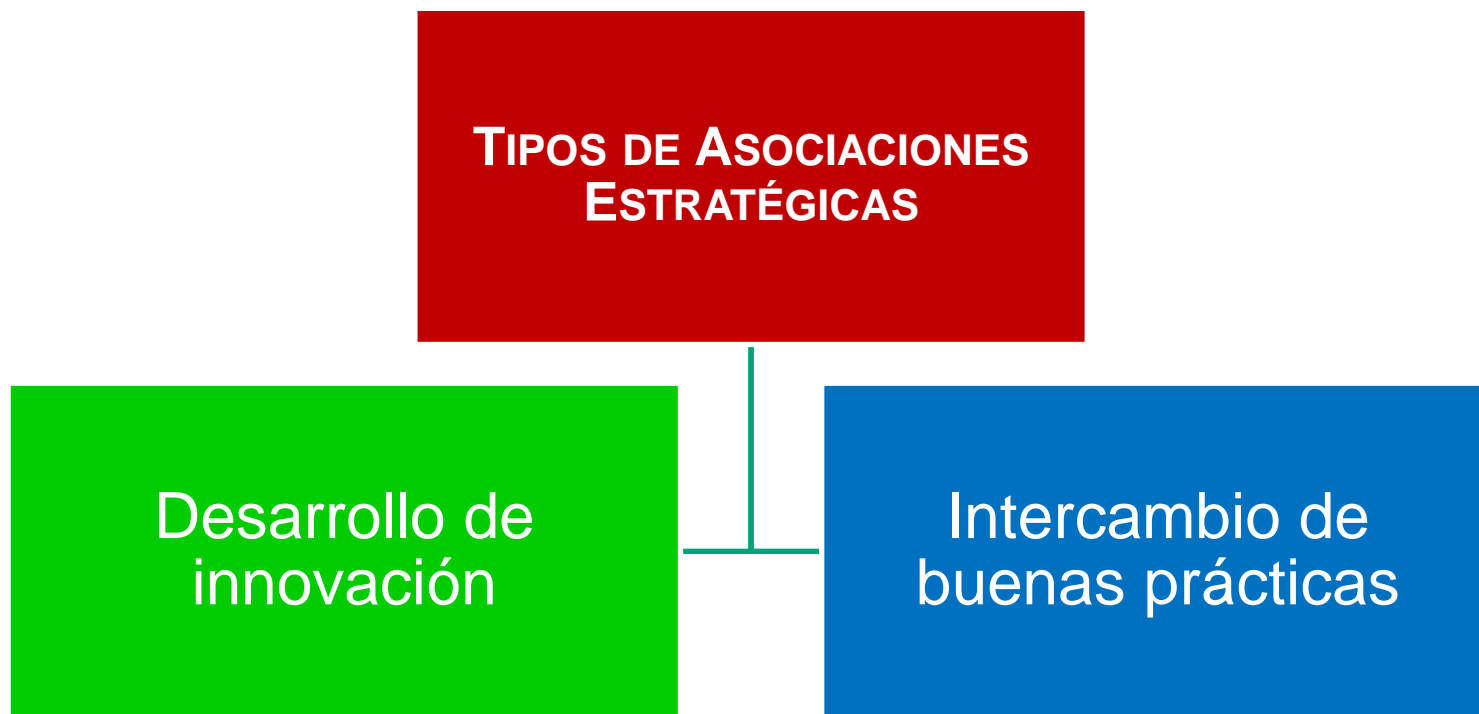 TIPOS DE ASOCIACIONES
ESTRATÉGICAS
Desarrollo de
innovación
Intercambio de
buenas prácticas